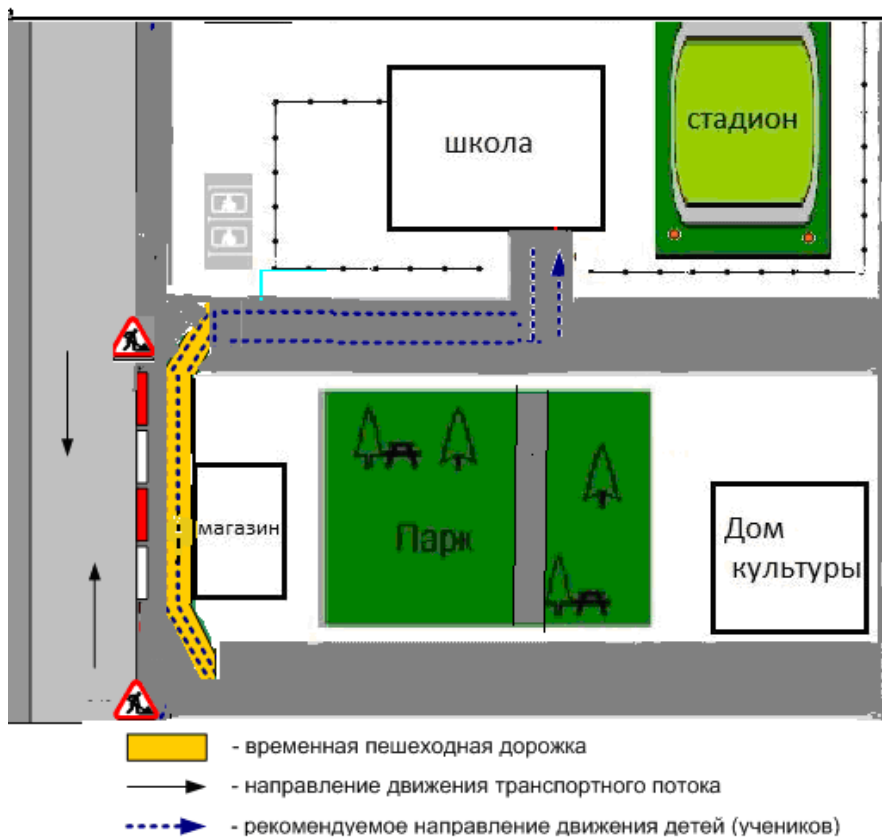 школа
стадион
магазин
Парк
Дом
культуры
- временная пешеходная дорожка
- направление движения транспортного потока
- рекомендуемое направление движения детей (учеников)